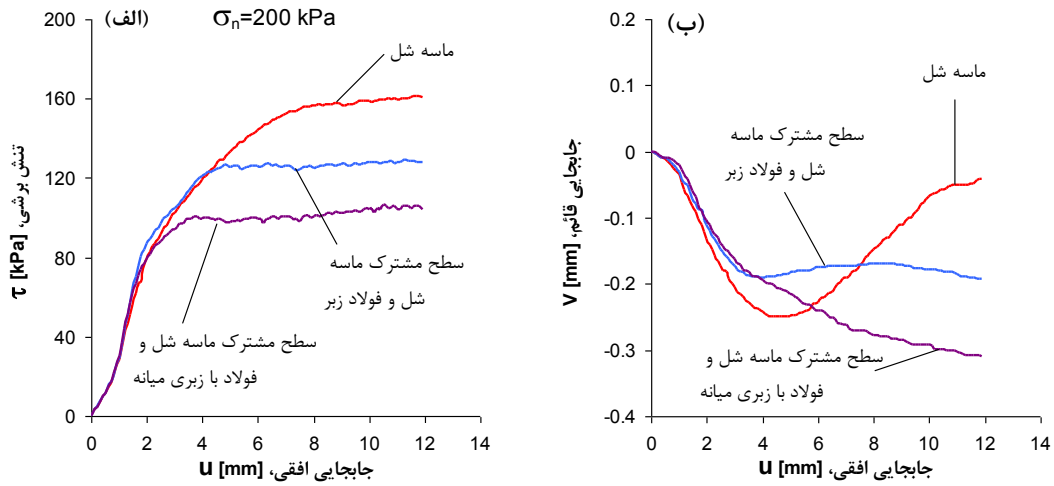 (الف)
σn=200 kPa
200
160
120
80
40
0
تنش برشی، τ [kPa]
ماسه شل
سطح مشترک ماسه
شل و فولاد زبر
سطح مشترک ماسه شل و
فولاد با زبری میانه
0 2 4 6 8 10 12 14
جابجایی افقی، u [mm]
(ب)
0.2
0.1
0
-0.1
-0.2
-0.3
-0.4
جابجایی قائم، V [mm]
ماسه شل
سطح مشترک ماسه
شل و فولاد زبر
سطح مشترک ماسه شل و
فولاد با زبری میانه
0 2 4 6 8 10 12 14
جابجایی افقی، u [mm]